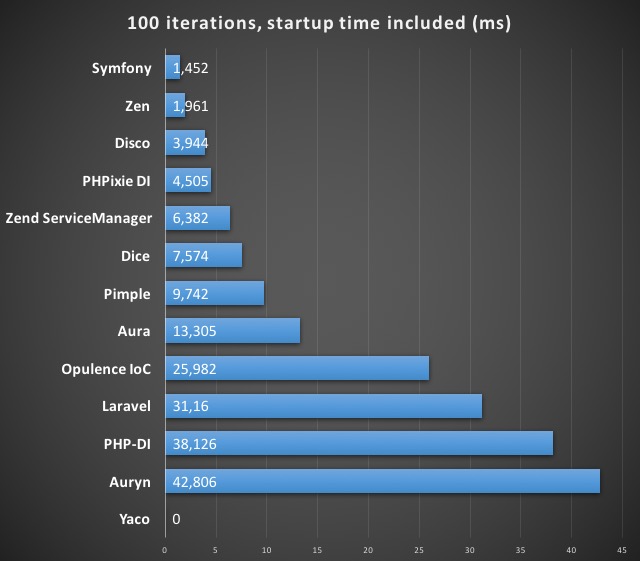 100 iterations, startup time included (ms)
Symfony 1,452
Zen 1,961
Disco 3,944
PHPixie DI 4,505
Zend ServiceManager 6,382
Dice 7,574
Pimple 9,742
Aura 13,305
Opulence IoC 25,982
Laravel 31,16
PHP-DI 38,126
Auryn 42,806
Yaco 0
0 5 10 15 20 25 30 35 40 45